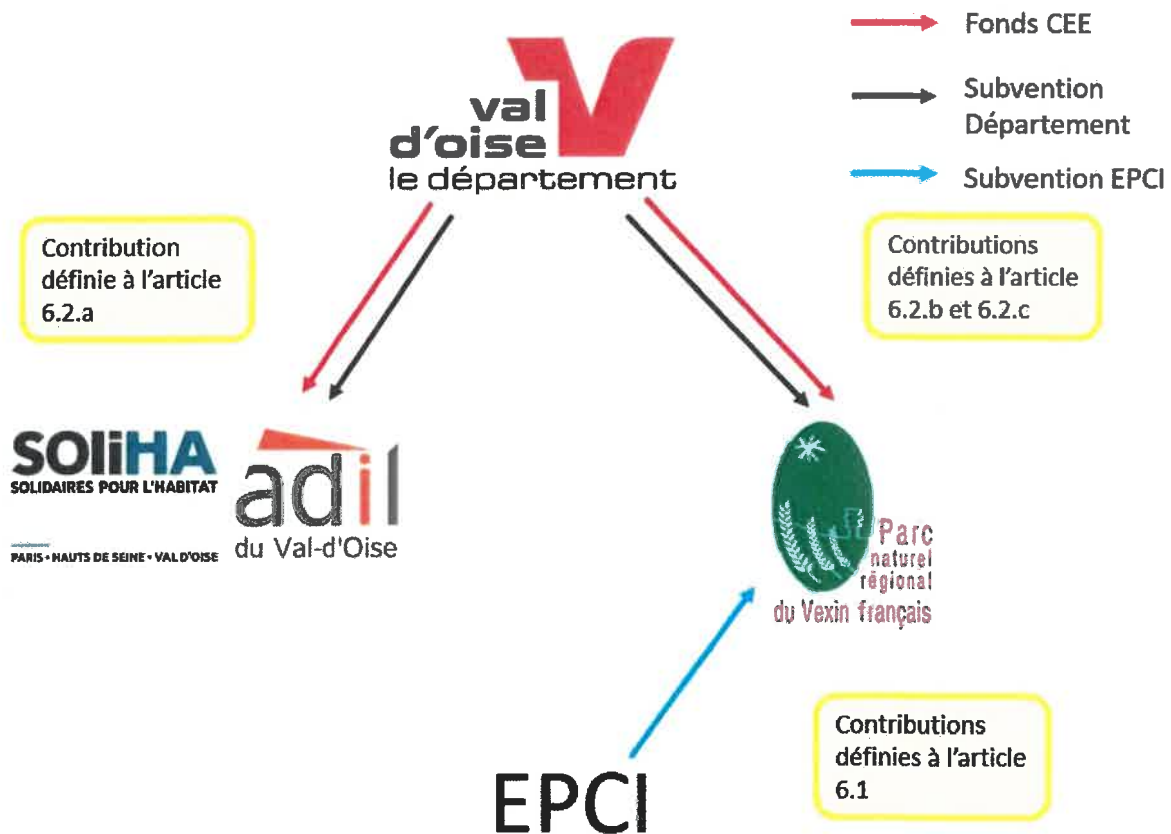 Fonds CEE
Subvention
Département
Subvention EPCI
val
d'oise
le département
Contribution
définie à l'article
6.2.a
Contributions
définies à l'article
6.2.b et 6.2.c
SOliHA
SOLIDAIRES POUR L'HABITAT
PARIS • HAUTS DE SEINE • VAL D'OISE
adil
du Val-d'Oise
Parc
naturel
régional
du Vexin français
Contributions
définies à l'article
6.1
EPCI